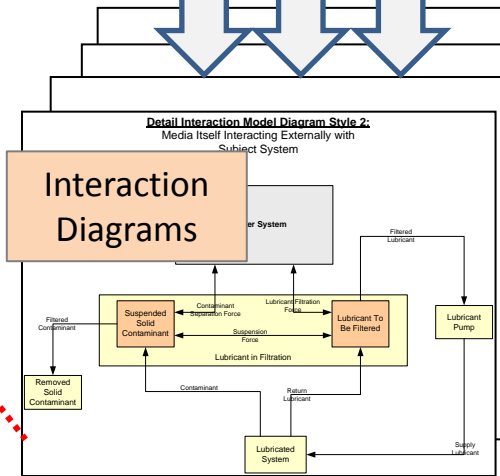 Detail Interaction Model Diagram Style 2:
Media Itself Interacting Externally with
Subject System
Interaction
Diagrams
System
Filtered
Lubricant
Contaminant
Separation Force
Lubricant Filtration
Force
Suspended
Solid
Contaminant
Lubricant To
Be Filtered
Lubricant
Pump
Filtered
Contaminant
Suspension
Force
Lubricant in Filtration
Removed
Solid
Contaminant
Contaminant
Return
Lubricant
Lubricated
System
Supply
Lubricant